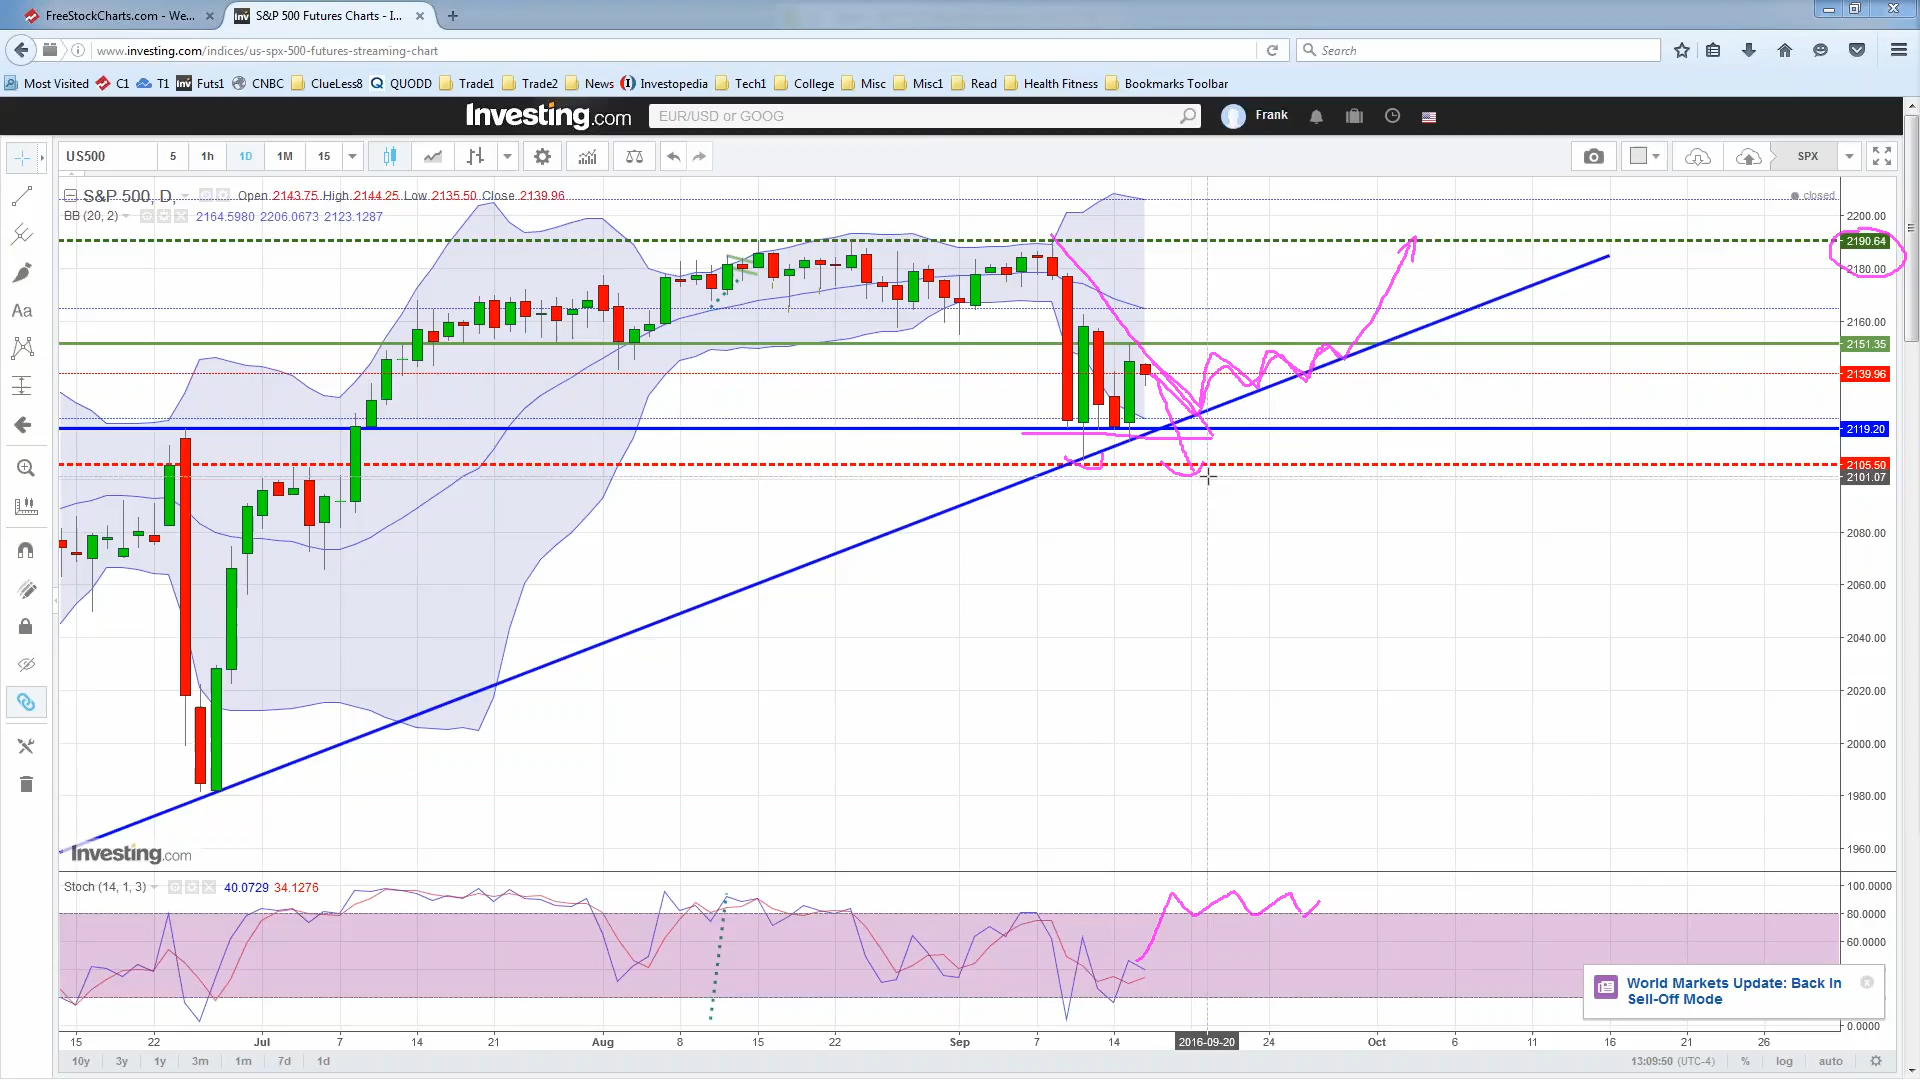 FreeStockCharts.com - We...
S&P 500 Futures Charts - I...
www.investing.com/indices/us-spx-500-futures-streaming-chart
Search
Most Visited C1 T1 Futs1 CNBC ClueLess8 QUODD Trade1 Trade2 News Investopedia Tech1 College Misc Misc1 Read Health Fitness Bookmarks Toolbar
Investing.com EUR/USD or GOOG Frank
US500 5 1h 1D 1M 15 SPX
S&P 500, D, Open 2143.75 High 2144.25 Low 2135.50 Close 2139.96
closed
BB (20, 2) 2164.5980 2206.0673 2123.1287
Aa
2200.00
2190.64
2180.00
2160.00
2151.35
2139.96
2119.20
2105.50
2101.07
2080.00
2060.00
2040.00
2020.00
2000.00
1980.00
1960.00
Investing.com
Stoch (14, 1, 3) 40.0729 34.1276
100.0000
80.0000
60.0000
World Markets Update: Back In
Sell-Off Mode
0.0000
15 22 Jul 7 14 21 Aug 8 15 22 Sep 7 14 2016-09-20 24 Oct 6 11 16 21 26
10y 3y 1y 3m 1m 7d 1d 13:09:50 (UTC-4) % log auto